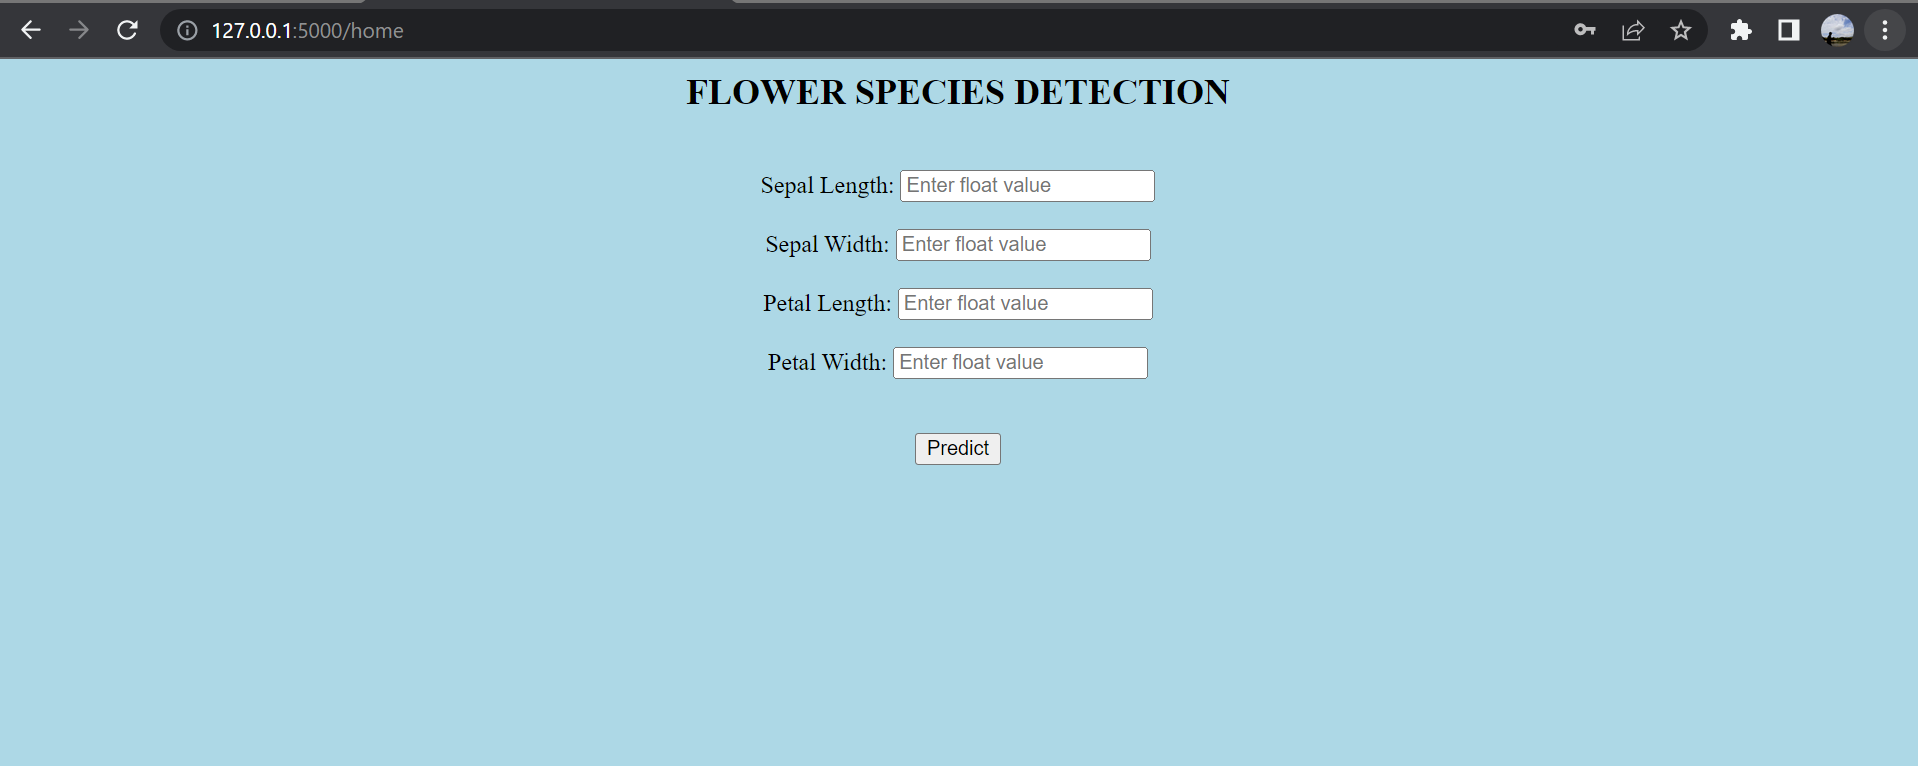 127.0.0.1:5000/home
FLOWER SPECIES DETECTION
Sepal Length: Enter float value
Sepal Width: Enter float value
Petal Length: Enter float value
Petal Width: Enter float value
Predict